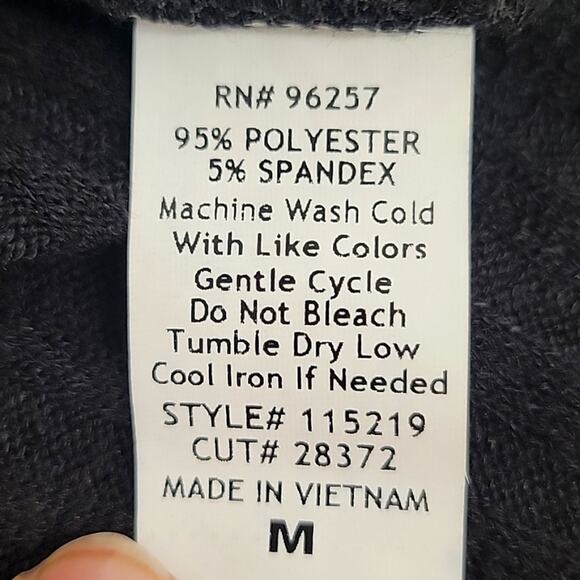 RN# 96257
95% POLYESTER
5% SPANDEX
Machine Wash Cold
With Like Colors
Gentle Cycle
Do Not Bleach
Tumble Dry Low
Cool Iron If Needed
STYLE# 115219
CUT# 28372
MADE IN VIETNAM
M